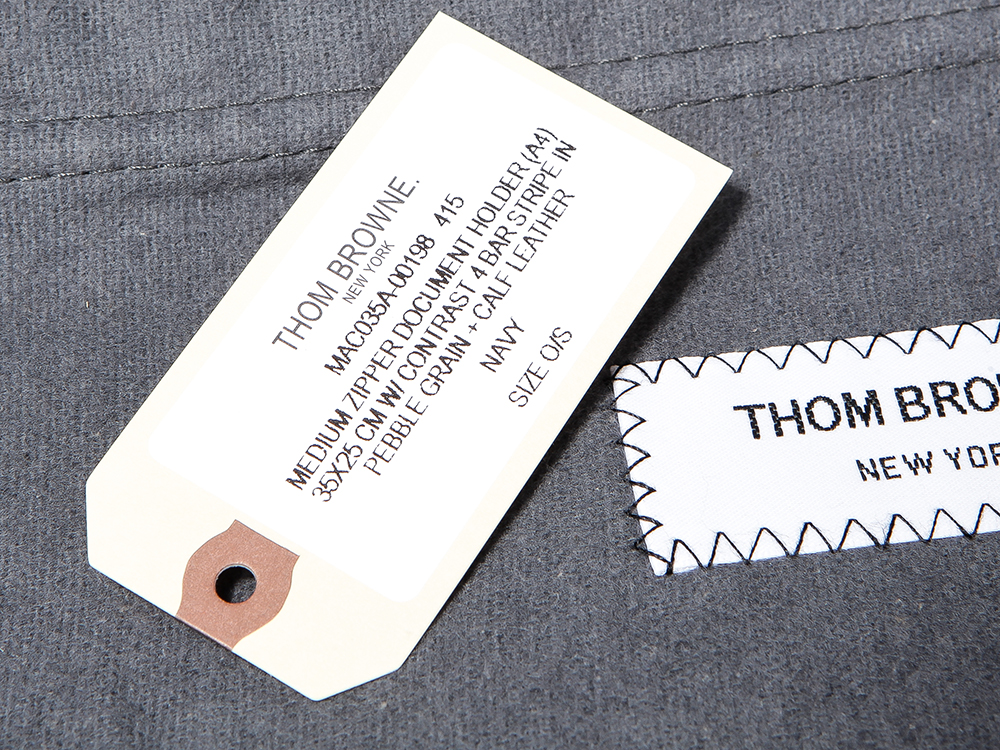 THOM BROWNE.
NEW YORK
MAC035A-00198 415
MEDIUM ZIPPER DOCUMENT HOLDER (A4)
35X25 CM W/ CONTRAST 4 BAR STRIPE IN
PEBBLE GRAIN + CALF LEATHER
NAVY
SIZE O/S
THOM BRO
NEW YOR